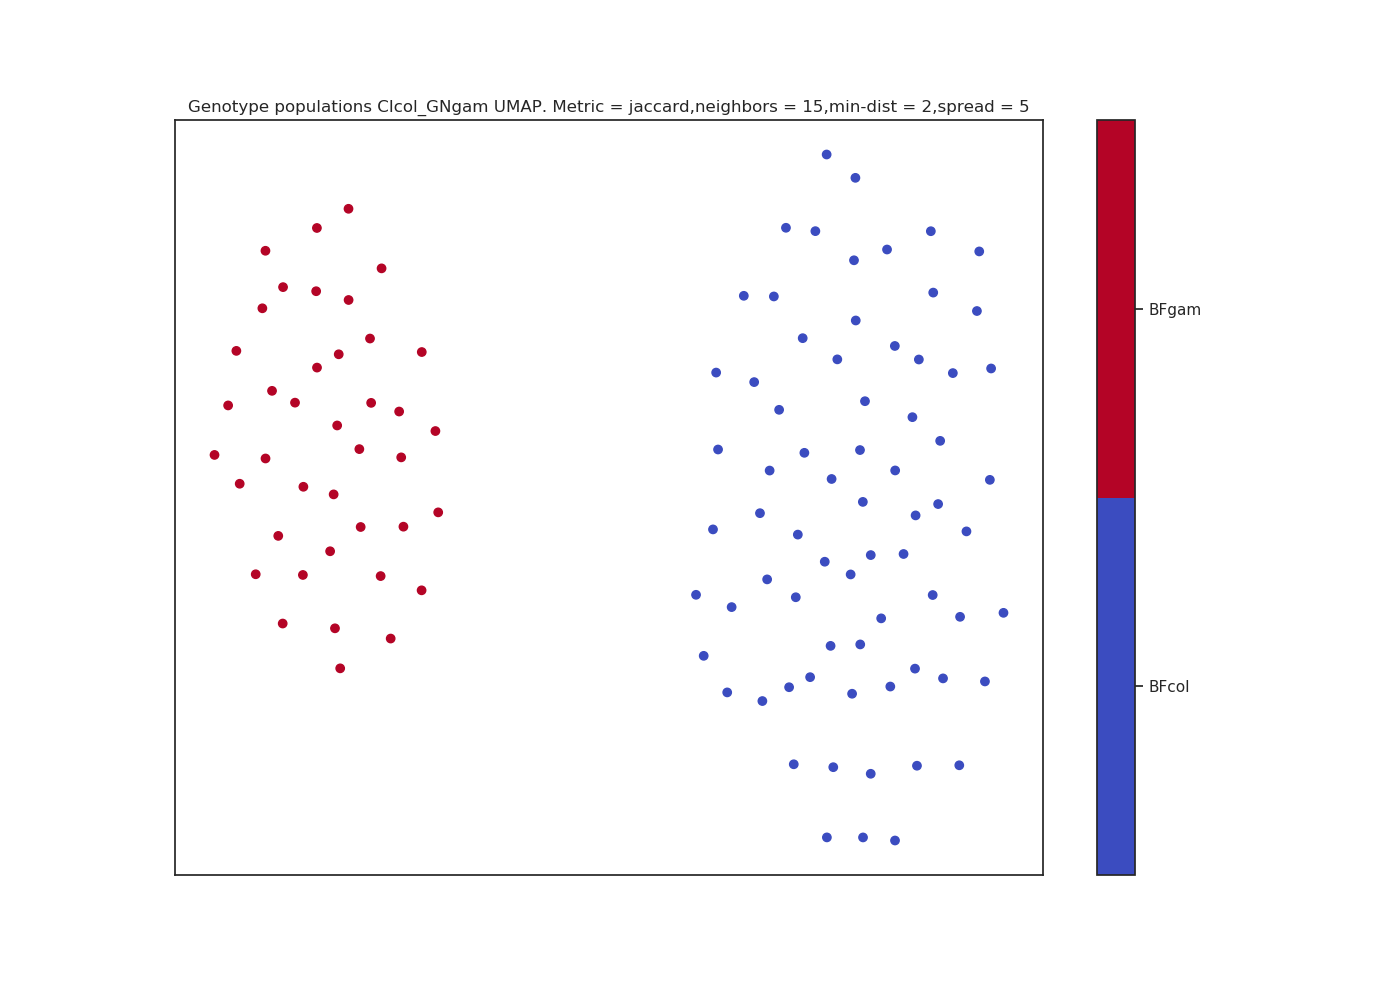 Genotype populations CIcol_GNgam UMAP. Metric = jaccard,neighbors = 15,min-dist = 2,spread = 5
BFgam
BFcol